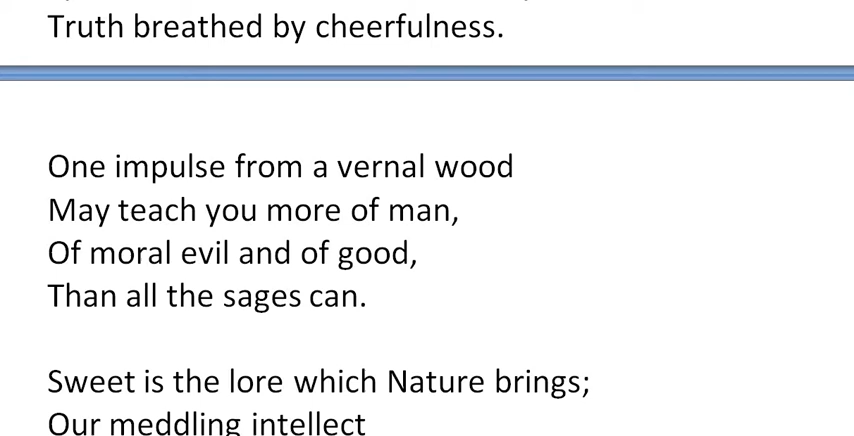 Truth breathed by cheerfulness.
One impulse from a vernal wood
May teach you more of man,
Of moral evil and of good,
Than all the sages can.
Sweet is the lore which Nature brings;
Our meddling intellect